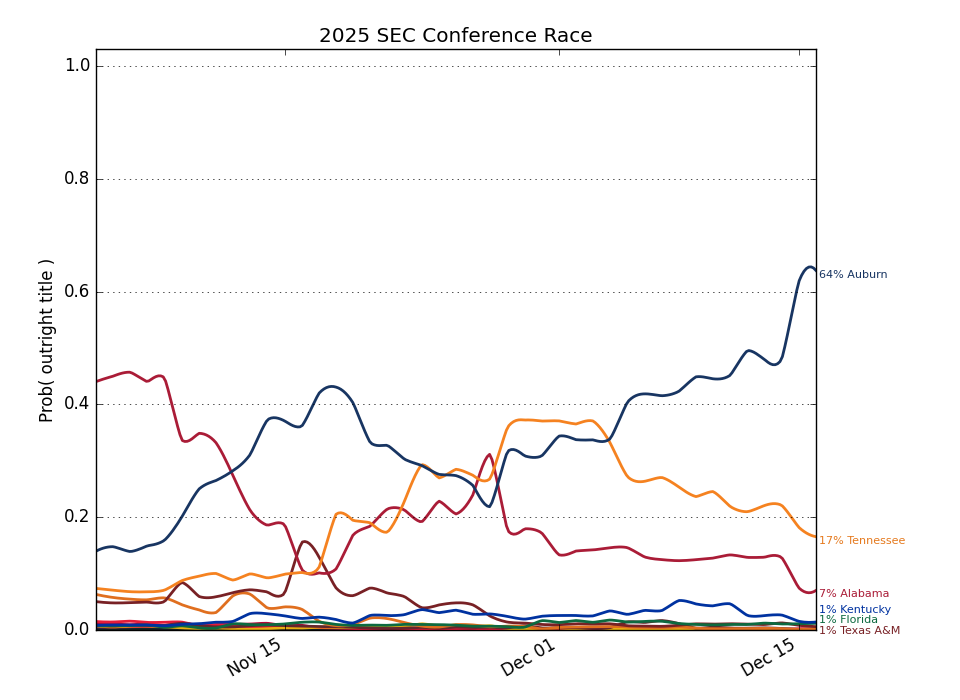 2025 SEC Conference Race
Prob( outright title )
1.0
0.8
0.6
0.4
0.2
0.0
Nov 15
Dec 01
Dec 15
64% Auburn
17% Tennessee
7% Alabama
1% Kentucky
1% Florida
1% Texas A&M